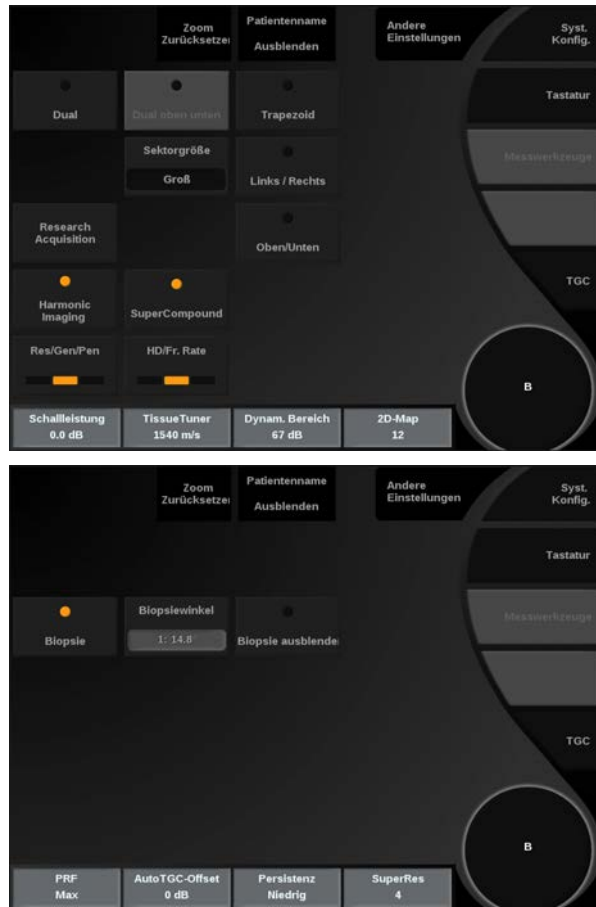 Zoom
Zurücksetzen
Patientenname
Ausblenden
Andere
Einstellungen
Syst.
Konfig.
Dual
Dual oben unten
Trapezoid
Tastatur
Sektorgröße
Groß
Links / Rechts
Messwerkzeuge
Research
Acquisition
Oben/Unten
TGC
Harmonic
Imaging
SuperCompound
Res/Gen/Pen
HD/Fr. Rate
B
Schallleistung
0.0 dB
TissueTuner
1540 m/s
Dynam. Bereich
67 dB
2D-Map
12
Zoom
Zurücksetzen
Patientenname
Ausblenden
Andere
Einstellungen
Syst.
Konfig.
Tastatur
Biopsie
Biopsiewinkel
1: 14.8
Biopsie ausblenden
Messwerkzeuge
TGC
B
PRF
Max
AutoTGC-Offset
0 dB
Persistenz
Niedrig
SuperRes
4